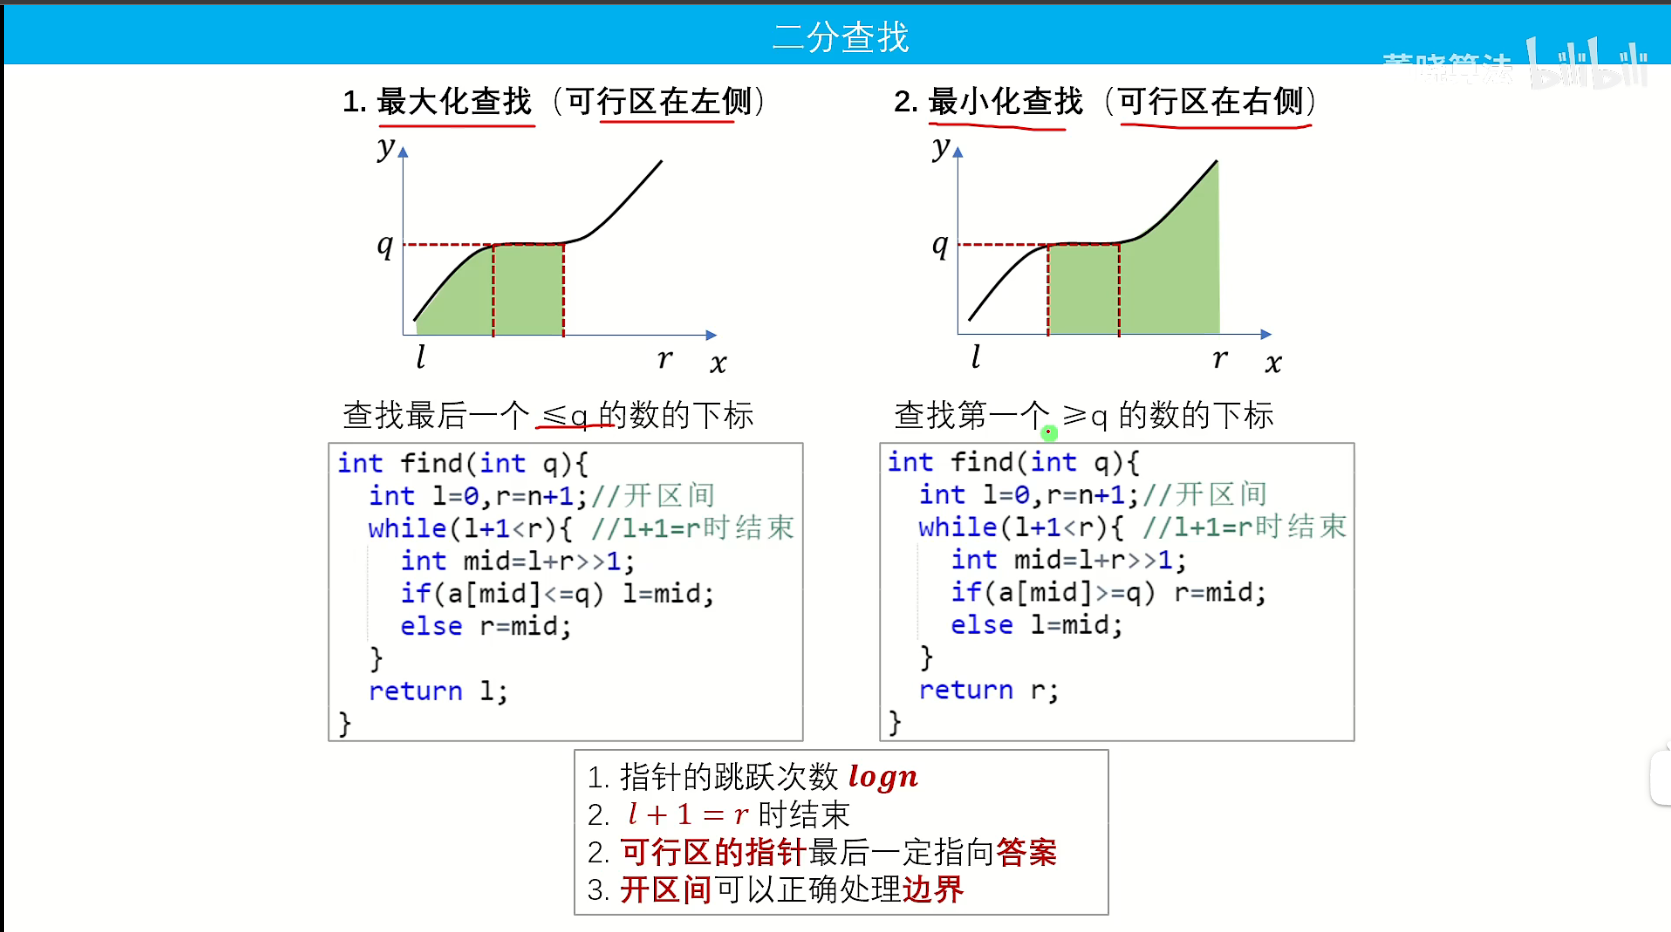 二分查找
董晓算法 bilibili
1. 最大化查找（可行区在左侧）
y
q
l r x
查找最后一个 ≤q 的数的下标
int find(int q){
int l=0,r=n+1;//开区间
while(l+1<r){ //l+1=r时结束
int mid=l+r>>1;
if(a[mid]<=q) l=mid;
else r=mid;
}
return l;
}
2. 最小化查找（可行区在右侧）
y
q
l r x
查找第一个 ≥q 的数的下标
int find(int q){
int l=0,r=n+1;//开区间
while(l+1<r){ //l+1=r时结束
int mid=l+r>>1;
if(a[mid]>=q) r=mid;
else l=mid;
}
return r;
}
1. 指针的跳跃次数 logn
2. l + 1 = r 时结束
2. 可行区的指针最后一定指向答案
3. 开区间可以正确处理边界